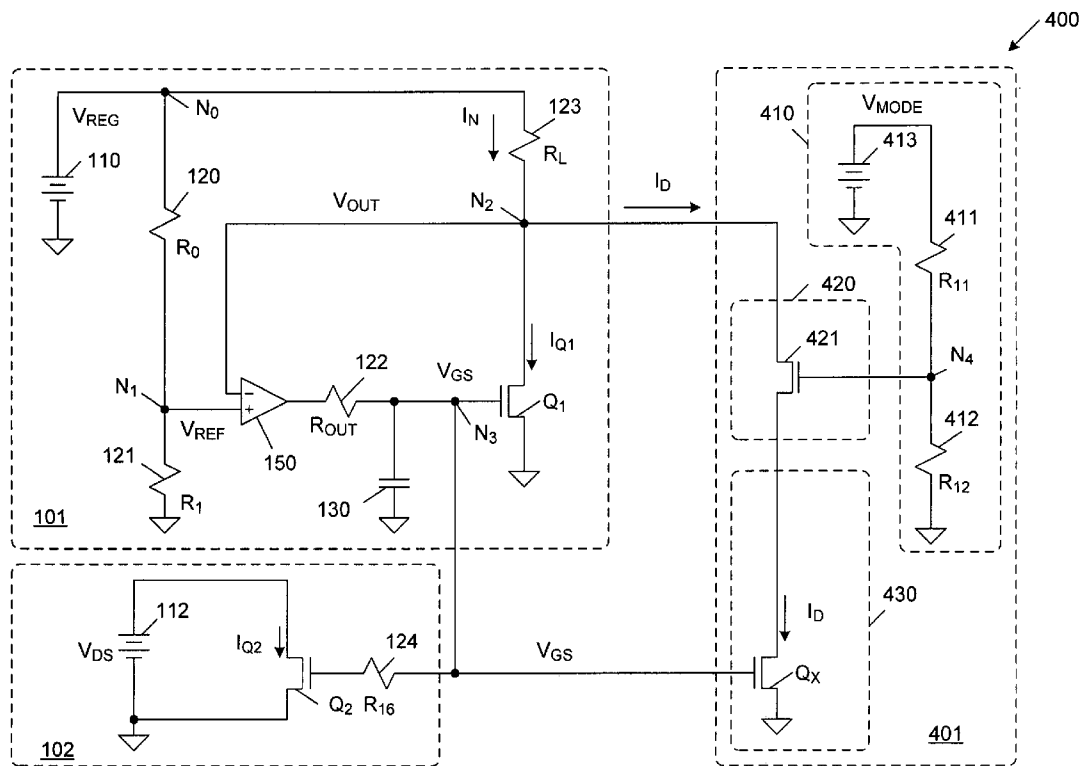 400
V_REG
N_0
110
120
R_0
I_N
123
R_L
V_OUT
N_2
I_D
410
V_MODE
413
411
R_11
420
421
N_4
I_Q1
N_1
V_REF
122
R_OUT
V_GS
150
N_3
Q_1
412
R_12
121
R_1
130
101
430
112
V_DS
I_Q2
124
Q_2
R_16
V_GS
I_D
Q_X
102
401